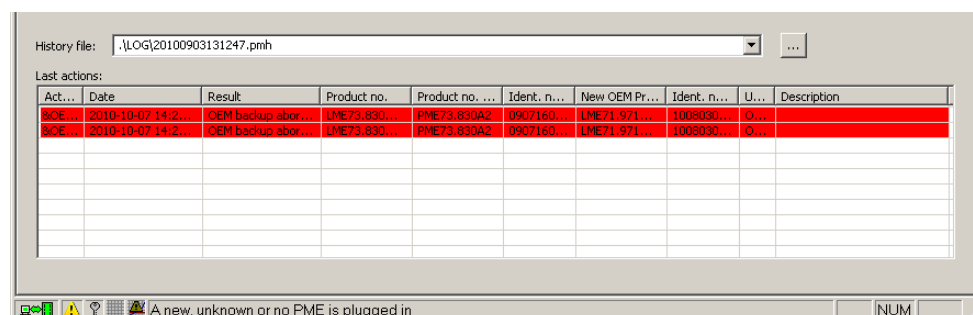 History file: .\LOG\20100903131247.pmh ...
Last actions:
Act... Date Result Product no. Product no. ... Ident. n... New OEM Pr... Ident. n... U... Description
&OE... 2010-10-07 14:2... OEM backup abor... LME73.830... PME73.830A2 0907160... LME71.971... 1008030... O...
&OE... 2010-10-07 14:2... OEM backup abor... LME73.830... PME73.830A2 0907160... LME71.971... 1008030... O...
A new, unknown or no PME is plugged in NUM